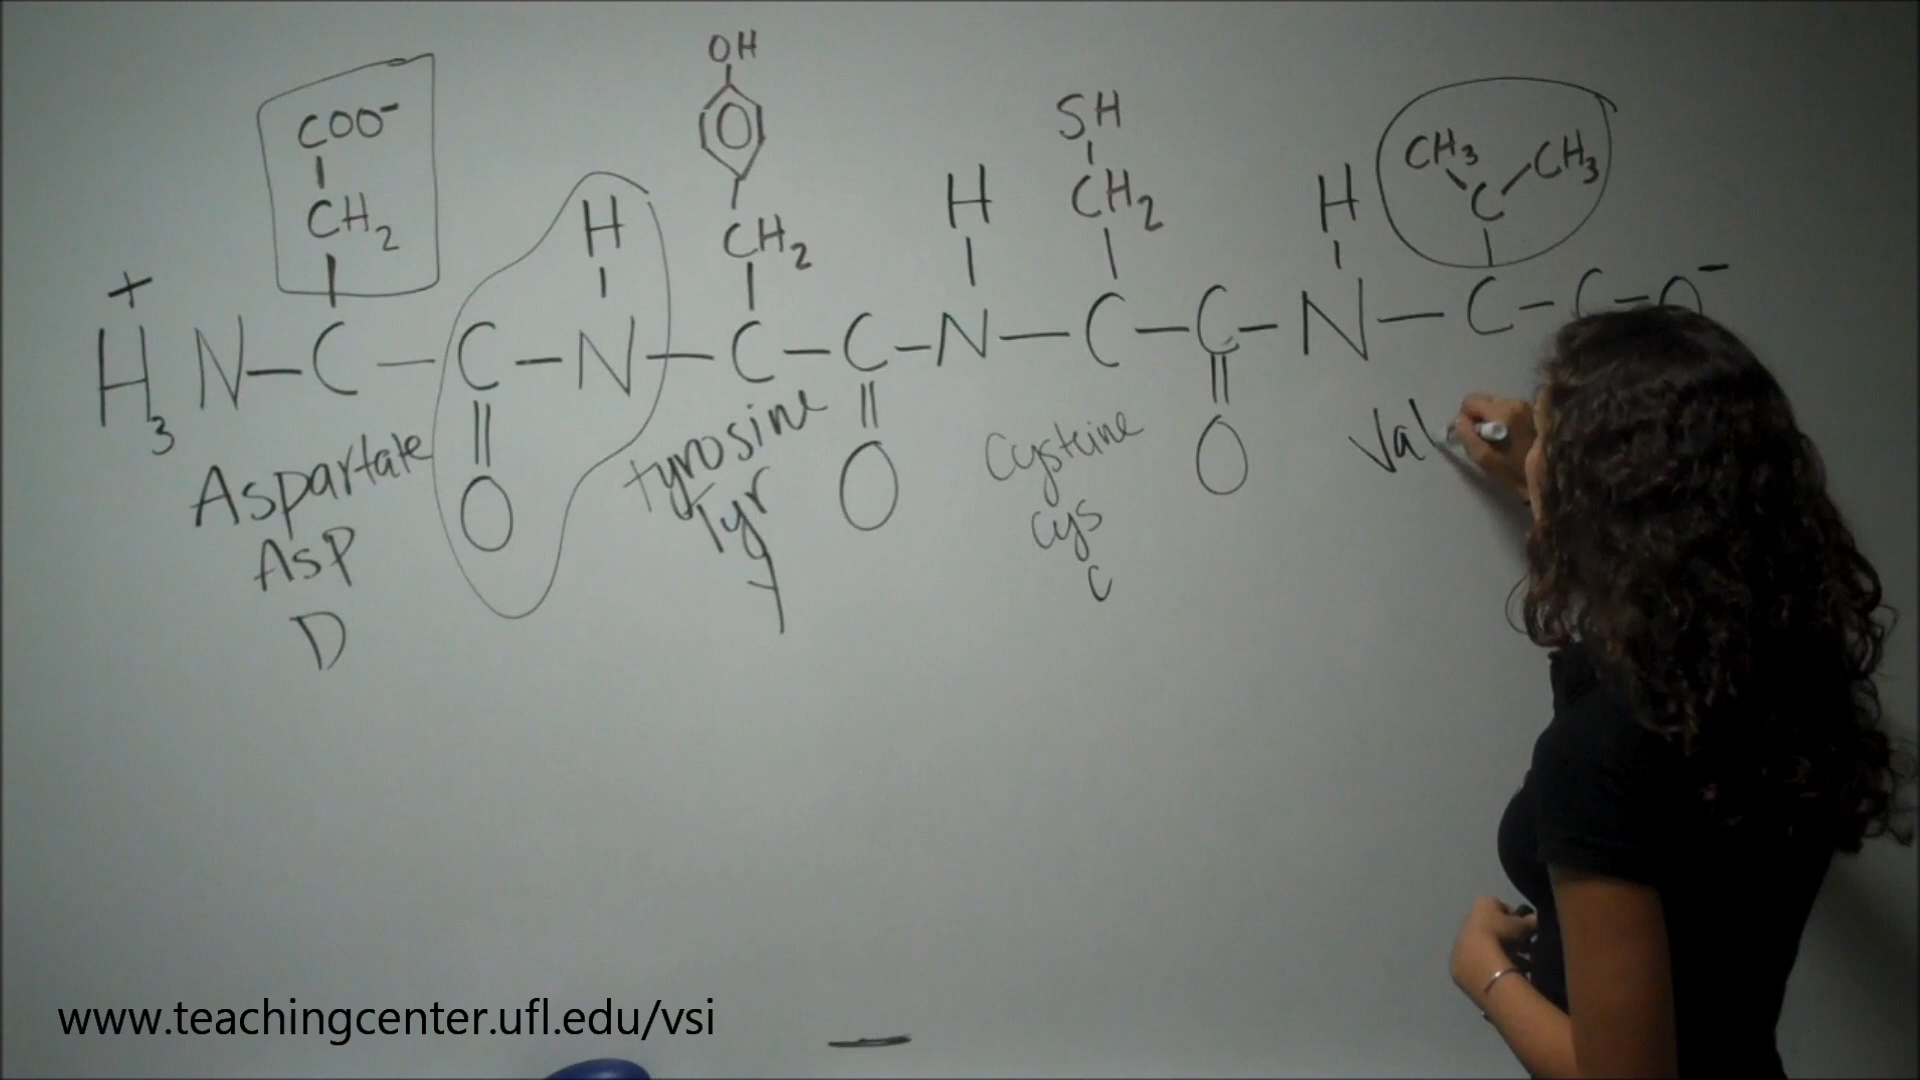 OH
COO⁻
SH
CH₃ CH₃
CH₂
H
CH₂
H
CH₂
H
C
+
H₃N—C—C—N—C—C—N—C—C—N—C—C—O⁻
O
O
O
Aspartate
Asp
D
tyrosine
Tyr
Y
Cysteine
Cys
C
Val
www.teachingcenter.ufl.edu/vsi